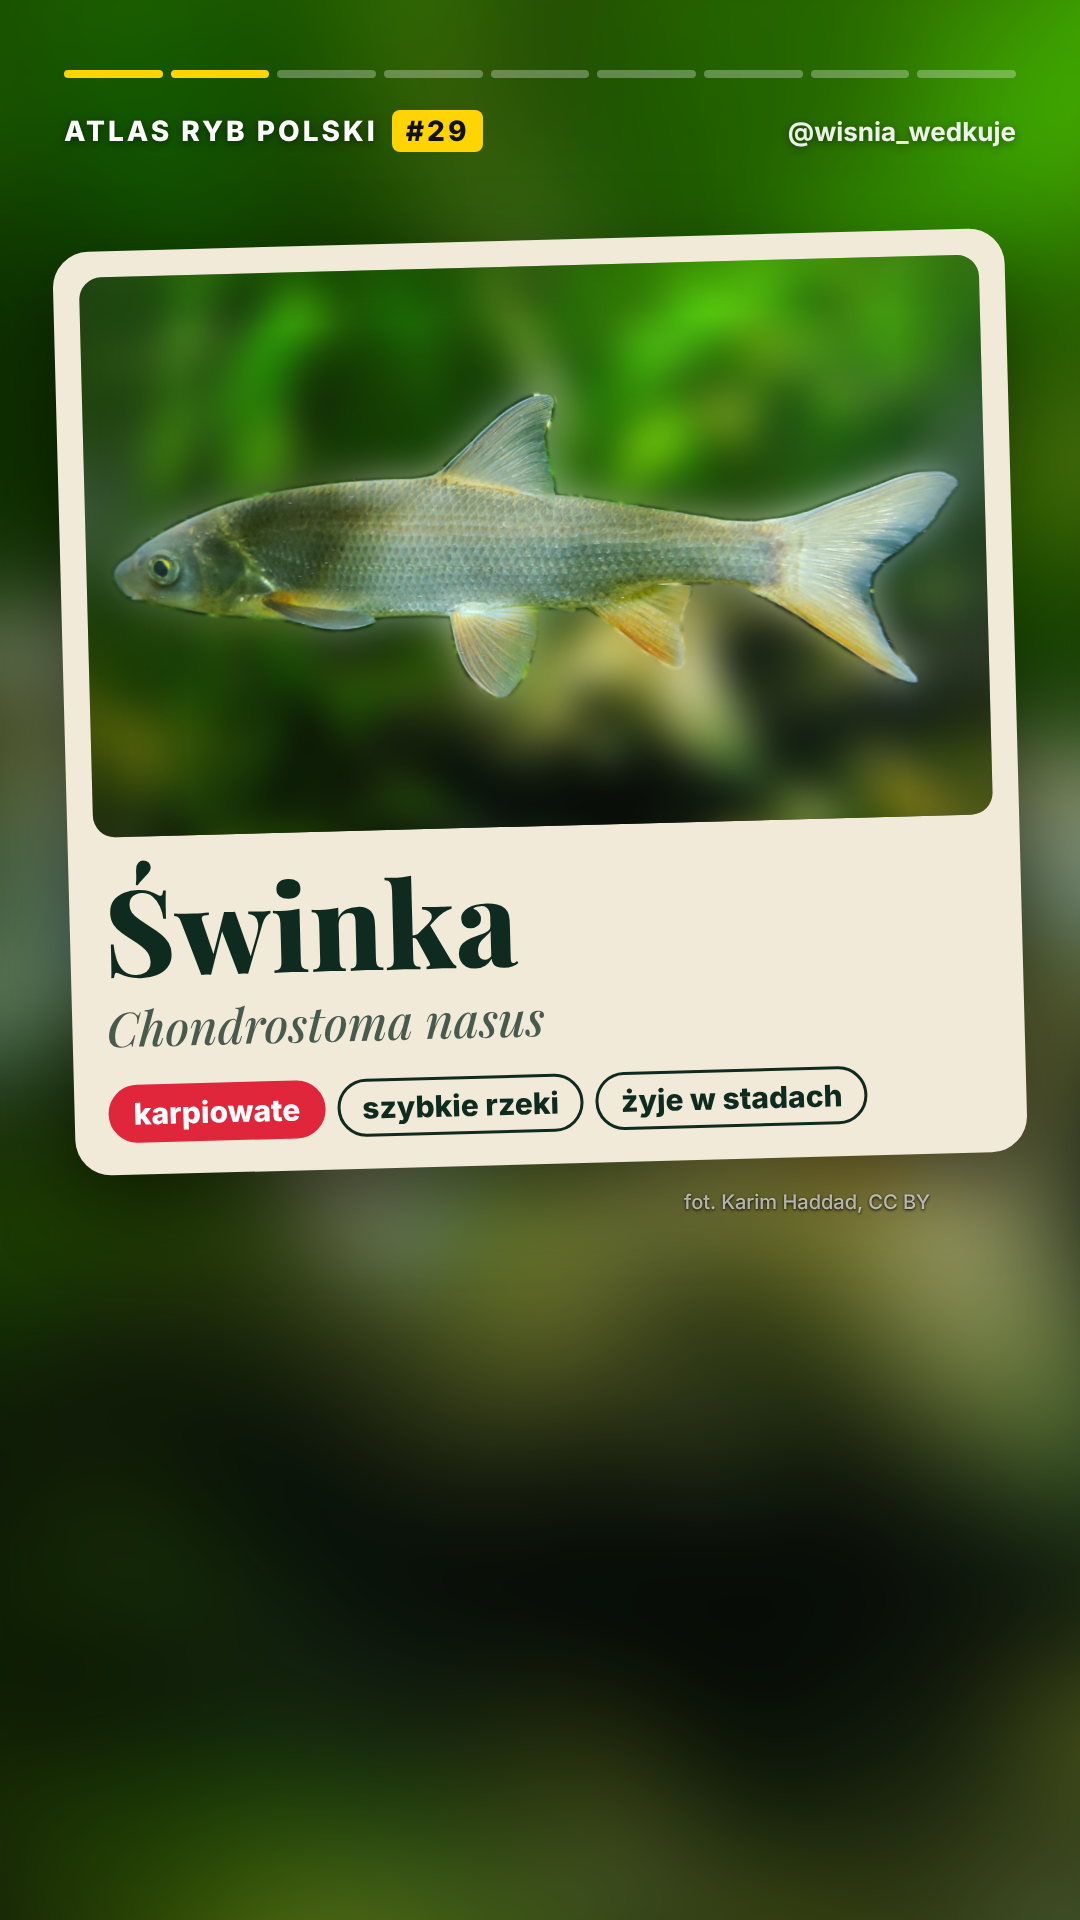 ATLAS RYB POLSKI #29
@wisnia_wedkuje
Świnka
Chondrostoma nasus
karpiowate szybkie rzeki żyje w stadach
fot. Karim Haddad, CC BY